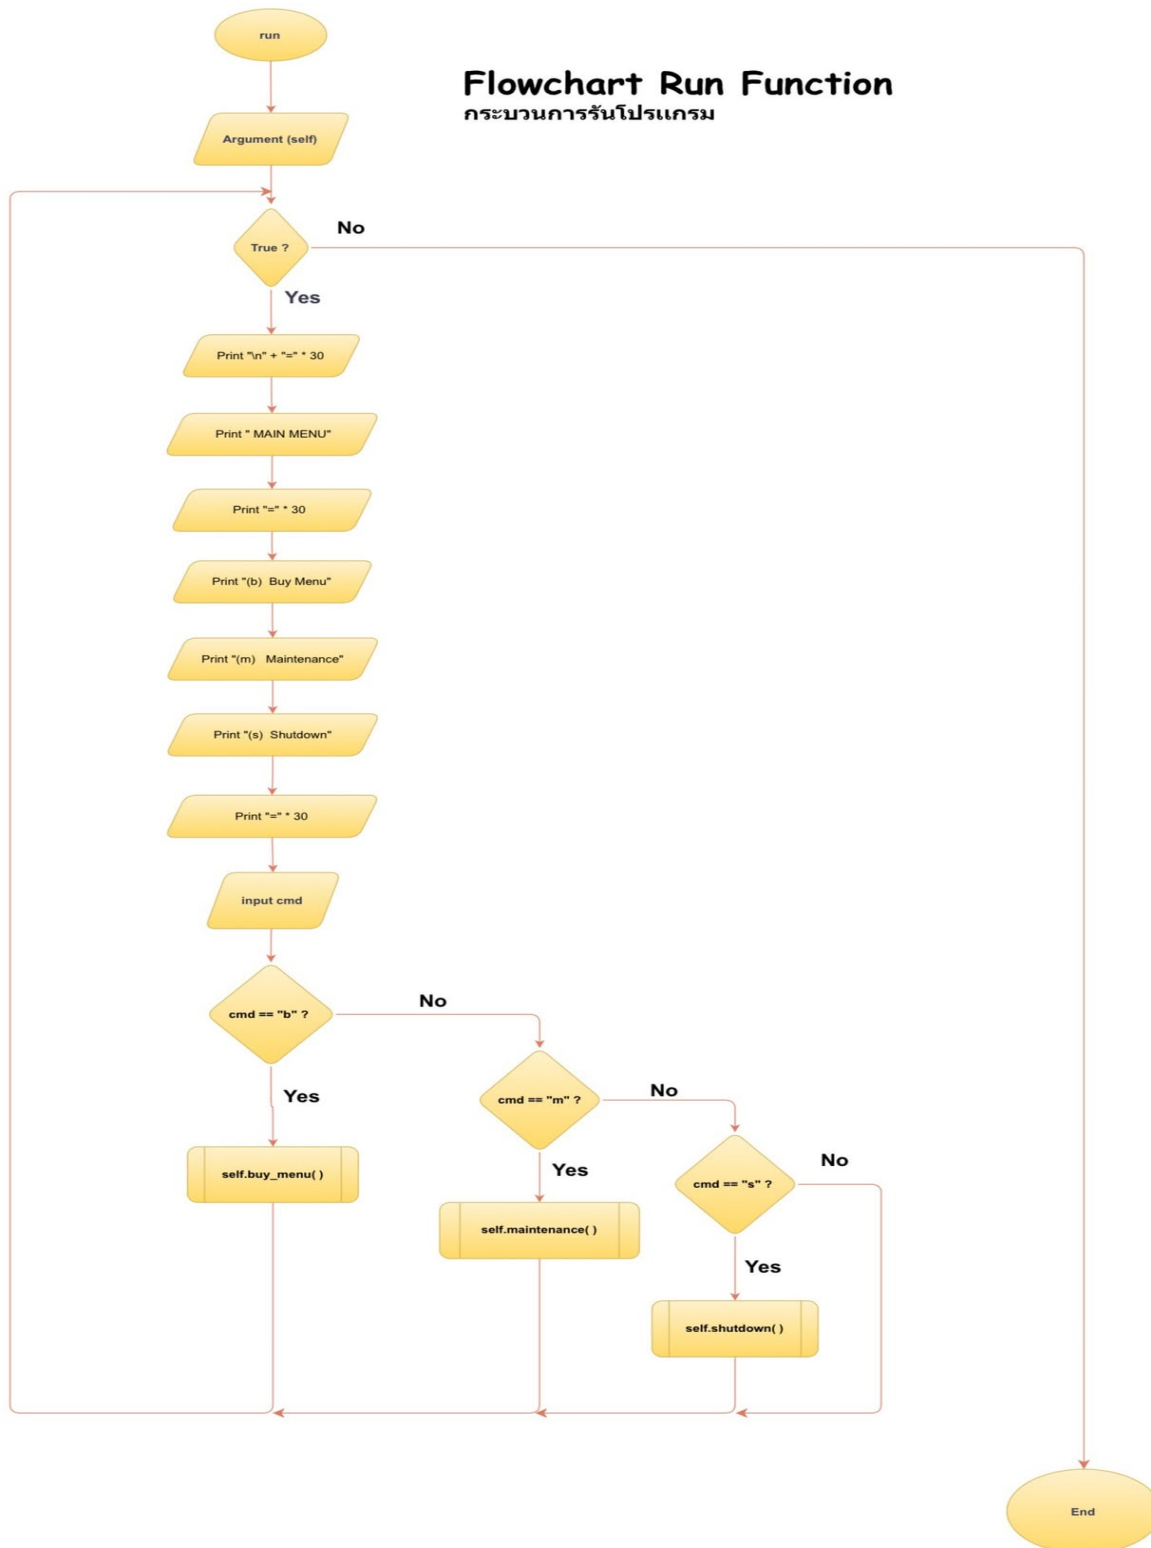 run
Flowchart Run Function
กระบวนการรันโปรแกรม
Argument (self)
No
True ?
Yes
Print "\n" + "=" * 30
Print " MAIN MENU"
Print "=" * 30
Print "(b)  Buy Menu"
Print "(m)   Maintenance"
Print "(s)  Shutdown"
Print "=" * 30
input cmd
No
cmd == "b" ?
No
Yes
cmd == "m" ?
No
Yes
cmd == "s" ?
self.buy_menu( )
self.maintenance( )
Yes
self.shutdown( )
End